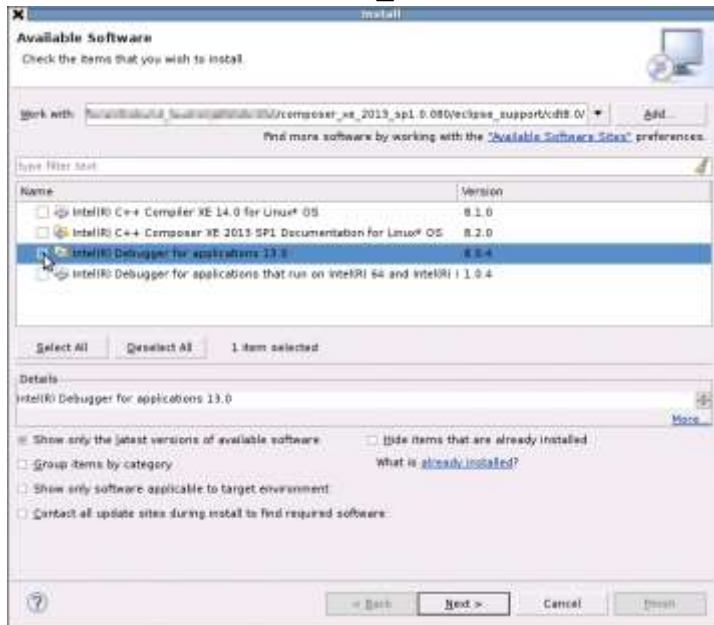 Install
Available Software
Check the items that you wish to install.
Work with: /composer_xe_2013_sp1.0.080/eclipse_support/cdt8.0/ Add...
Find more software by working with the "Available Software Sites" preferences.
type filter text
Name Version
Intel(R) C++ Compiler XE 14.0 for Linux* OS 8.1.0
Intel(R) C++ Composer XE 2013 SP1 Documentation for Linux* OS 8.2.0
Intel(R) Debugger for applications 13.0 8.0.4
Intel(R) Debugger for applications that run on Intel(R) 64 and Intel(R) 1.0.4
Select All Deselect All 1 item selected
Details
Intel(R) Debugger for applications 13.0
More...
Show only the latest versions of available software Hide items that are already installed
Group items by category What is already installed?
Show only software applicable to target environment
Contact all update sites during install to find required software
< Back Next > Cancel Finish